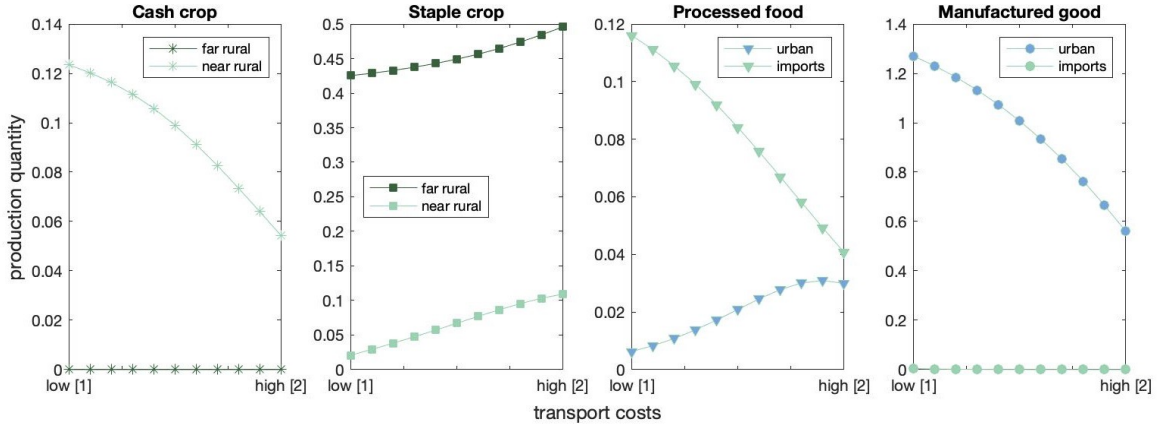 Cash crop
Staple crop
Processed food
Manufactured good
production quantity
0.14
0.12
0.1
0.08
0.06
0.04
0.02
0
far rural
near rural
low [1]
high [2]
0.5
0.45
0.4
0.35
0.3
0.25
0.2
0.15
0.1
0.05
0
far rural
near rural
low [1]
high [2]
0.12
0.1
0.08
0.06
0.04
0.02
0
urban
imports
low [1]
high [2]
1.4
1.2
1
0.8
0.6
0.4
0.2
0
urban
imports
low [1]
high [2]
transport costs